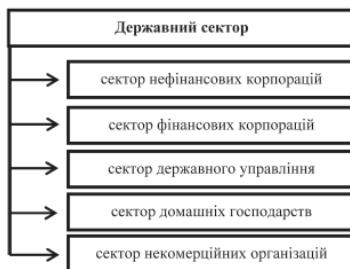 Державний сектор
сектор нефінансових корпорацій
сектор фінансових корпорацій
сектор державного управління
сектор домашніх господарств
сектор некомерційних організацій